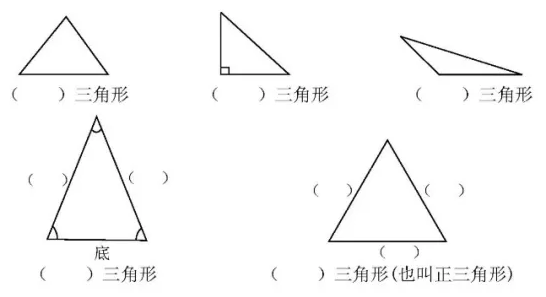 ( )三角形 ( )三角形 ( )三角形
( ) ( ) ( ) ( )
底 ( )
( )三角形 ( )三角形(也叫正三角形)